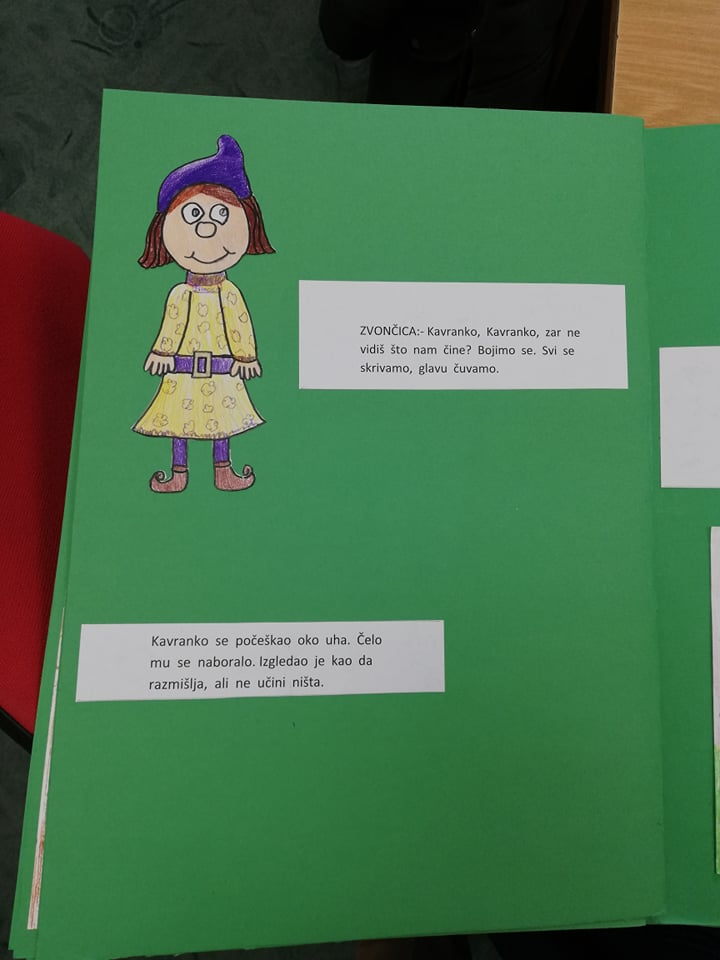 ZVONČICA:- Kavranko, Kavranko, zar ne
vidiš što nam čine? Bojimo se. Svi se
skrivamo, glavu čuvamo.
Kavranko se počeškao oko uha. Čelo
mu se naboralo. Izgledao je kao da
razmišlja, ali ne učini ništa.